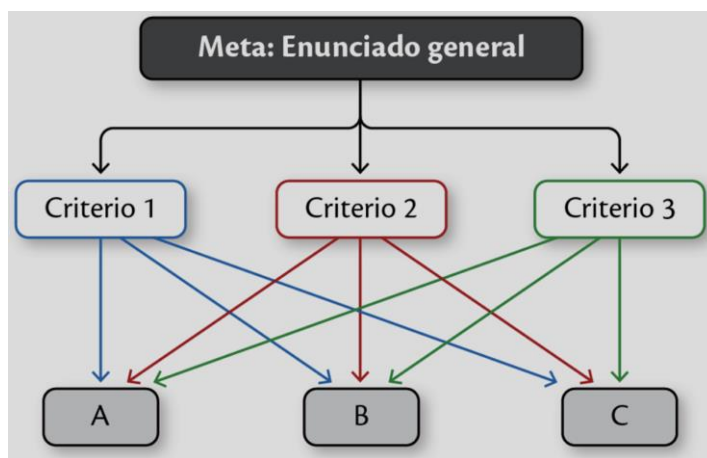 Meta: Enunciado general
Criterio 1
Criterio 2
Criterio 3
A
B
C